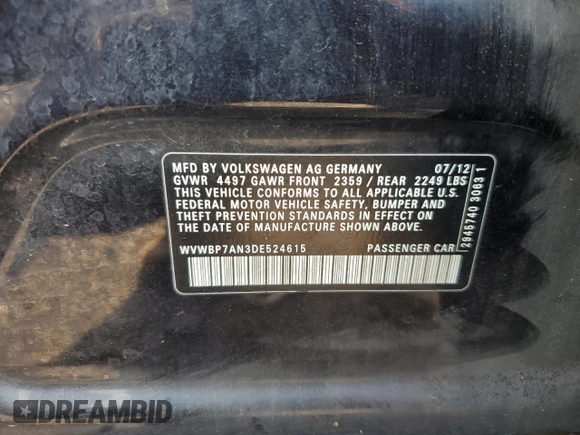 MFD BY VOLKSWAGEN AG GERMANY 07/12
GVWR 4497 GAWR FRONT 2359 / REAR 2249 LBS
THIS VEHICLE CONFORMS TO ALL APPLICABLE U.S.
FEDERAL MOTOR VEHICLE SAFETY, BUMPER AND
THEFT PREVENTION STANDARDS IN EFFECT ON
THE DATE OF MANUFACTURE SHOWN ABOVE.
WVWBP7AN3DE524615 PASSENGER CAR
2945740 30631
DREAMBID